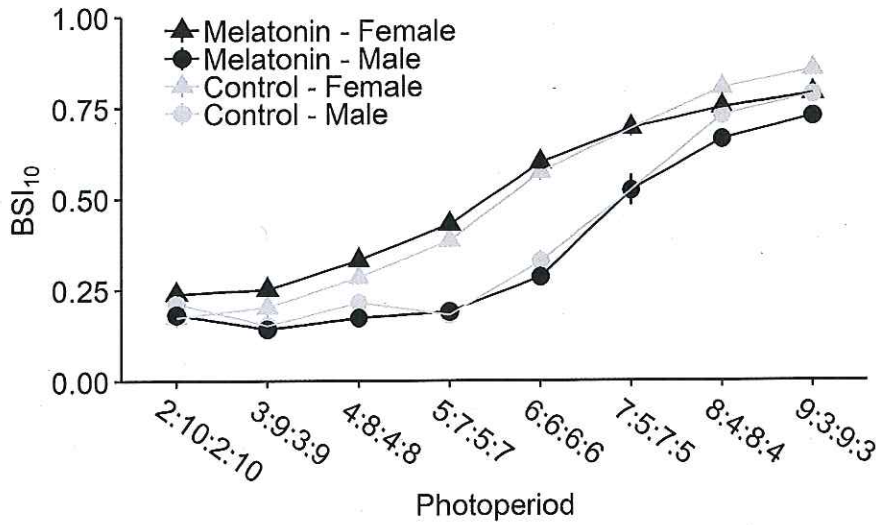 1.00
0.75
0.50
0.25
0.00
BSI10
Melatonin - Female
Melatonin - Male
Control - Female
Control - Male
2:10:2:10
3:9:3:9
4:8:4:8
5:7:5:7
6:6:6:6
7:5:7:5
8:4:8:4
9:3:9:3
Photoperiod